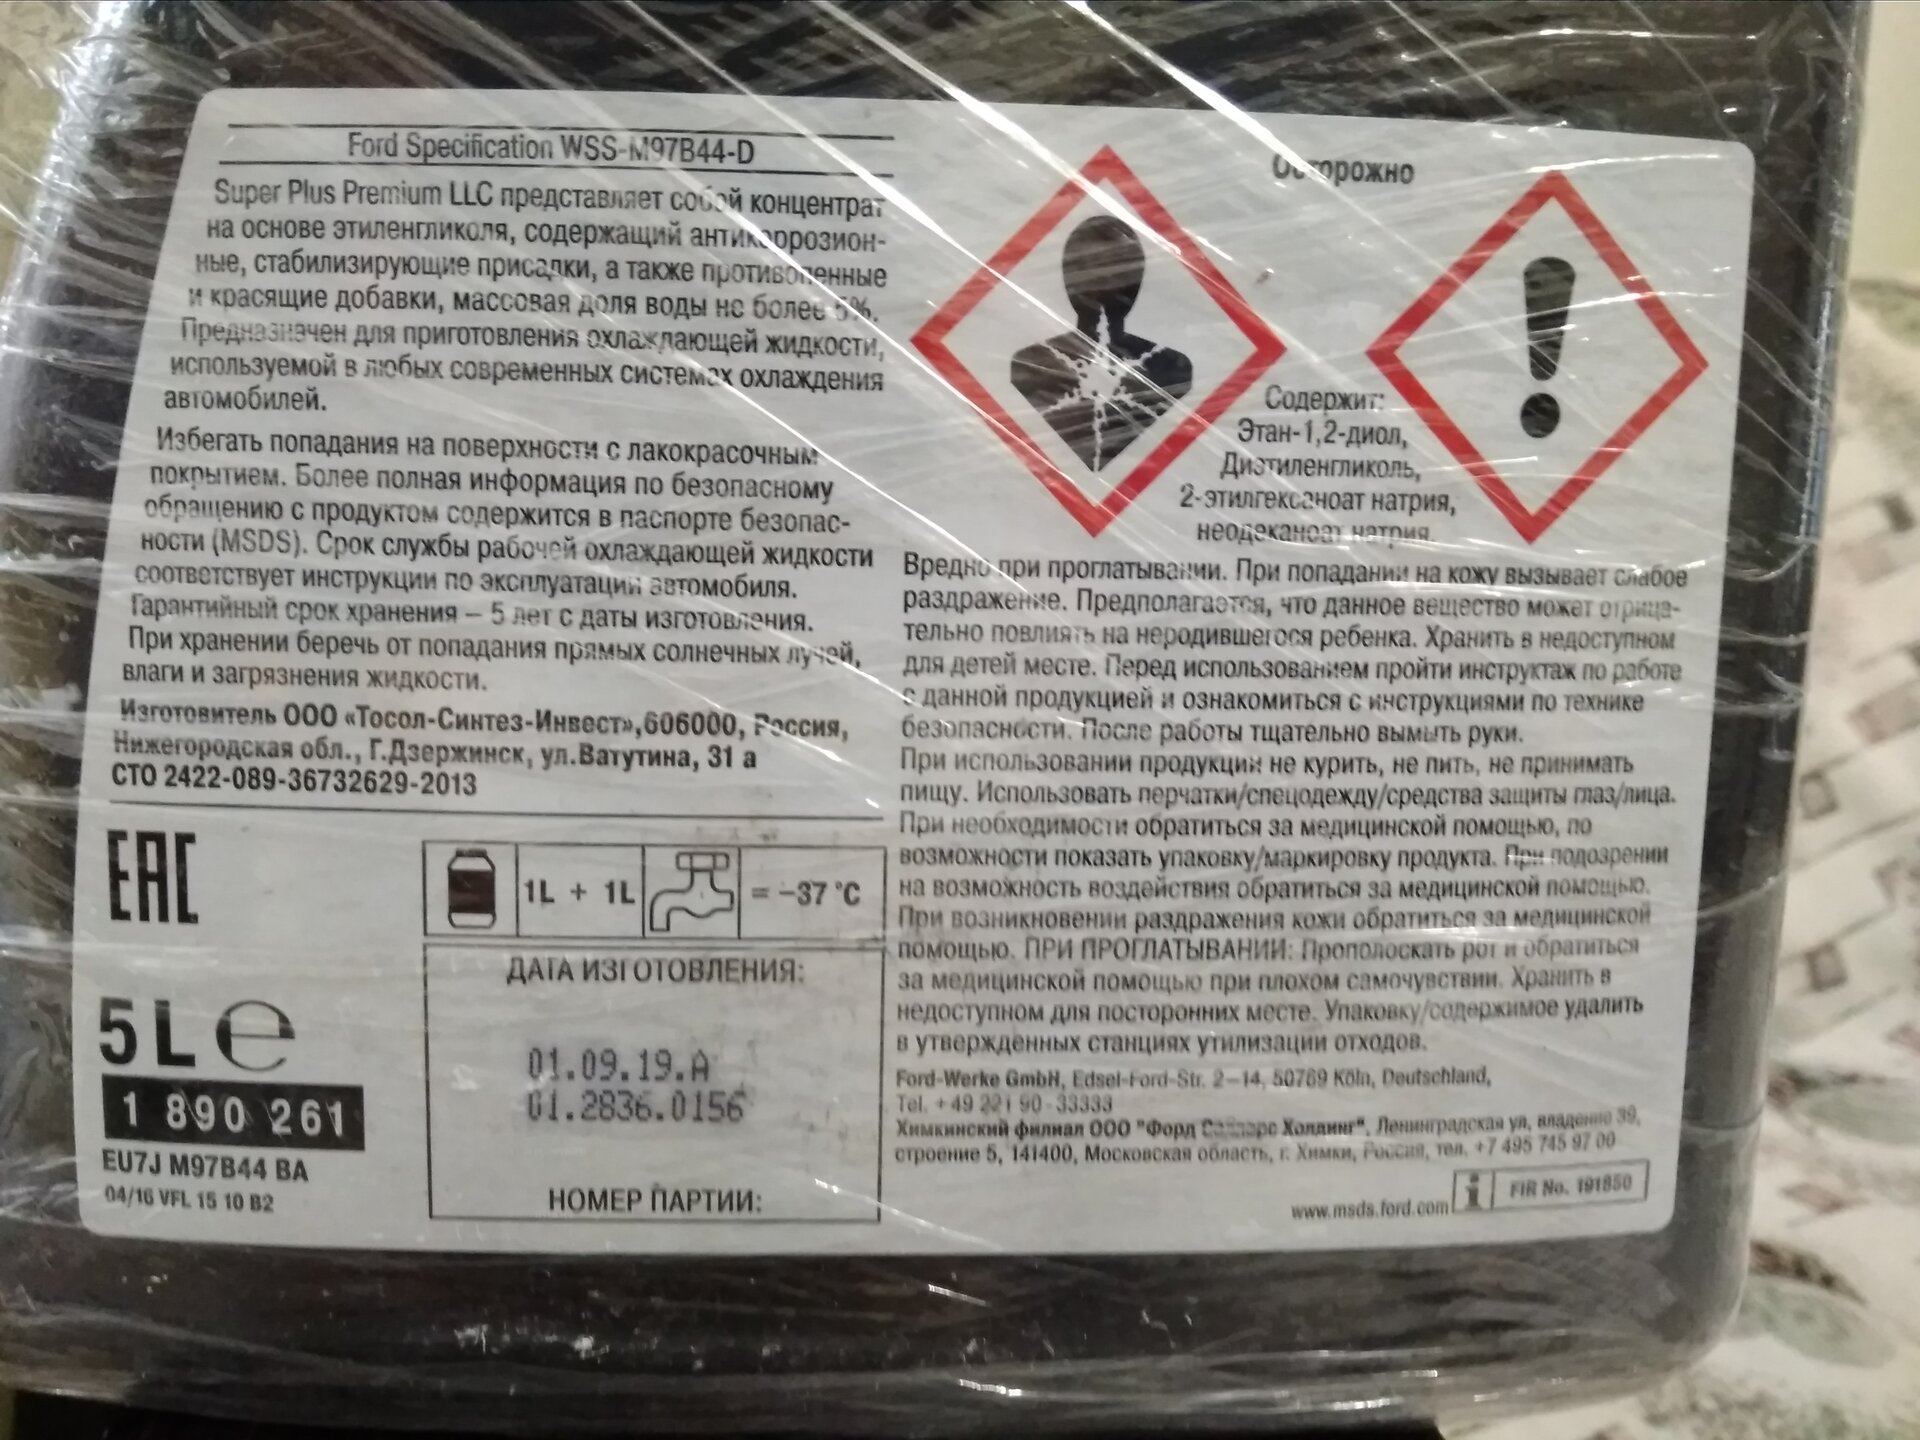 Ford Specification WSS-M97B44-D
Super Plus Premium LLC представляет собой концентрат
на основе этиленгликоля, содержащий антикоррозион-
ные, стабилизирующие присадки, а также противопенные
и красящие добавки, массовая доля воды не более 5%.
Предназначен для приготовления охлаждающей жидкости,
используемой в любых современных системах охлаждения
автомобилей.
Избегать попадания на поверхности с лакокрасочным
покрытием. Более полная информация по безопасному
обращению с продуктом содержится в паспорте безопас-
ности (MSDS). Срок службы рабочей охлаждающей жидкости
соответствует инструкции по эксплуатации автомобиля.
Гарантийный срок хранения – 5 лет с даты изготовления.
При хранении беречь от попадания прямых солнечных лучей,
влаги и загрязнения жидкости.
Изготовитель ООО «Тосол-Синтез-Инвест»,606000, Россия,
Нижегородская обл., Г.Дзержинск, ул.Ватутина, 31 а
СТО 2422-089-36732629-2013
EAC
1L + 1L = –37 °C
ДАТА ИЗГОТОВЛЕНИЯ:
01.09.19.A
01.2836.0156
НОМЕР ПАРТИИ:
5 L e
1 890 261
EU7J M97B44 BA
04/16 VFL 15 10 B2
Осторожно
Содержит:
Этан-1,2-диол,
Диэтиленгликоль,
2-этилгексаноат натрия,
неодеканоат натрия.
Вредно при проглатывании. При попадании на кожу вызывает слабое
раздражение. Предполагается, что данное вещество может отрица-
тельно повлиять на неродившегося ребенка. Хранить в недоступном
для детей месте. Перед использованием пройти инструктаж по работе
с данной продукцией и ознакомиться с инструкциями по технике
безопасности. После работы тщательно вымыть руки.
При использовании продукции не курить, не пить, не принимать
пищу. Использовать перчатки/спецодежду/средства защиты глаз/лица.
При необходимости обратиться за медицинской помощью, по
возможности показать упаковку/маркировку продукта. При подозрении
на возможность воздействия обратиться за медицинской помощью.
При возникновении раздражения кожи обратиться за медицинской
помощью. ПРИ ПРОГЛАТЫВАНИИ: Прополоскать рот и обратиться
за медицинской помощью при плохом самочувствии. Хранить в
недоступном для посторонних месте. Упаковку/содержимое удалить
в утвержденных станциях утилизации отходов.
Ford-Werke GmbH, Edsel-Ford-Str. 2–14, 50769 Köln, Deutschland,
Tel. +49 221 90-33333
Химкинский филиал ООО "Форд Соллерс Холдинг", Ленинградская ул, владение 39,
строение 5, 141400, Московская область, г. Химки, Россия, тел. +7 495 745 97 00
www.msds.ford.com i FIR No. 191850